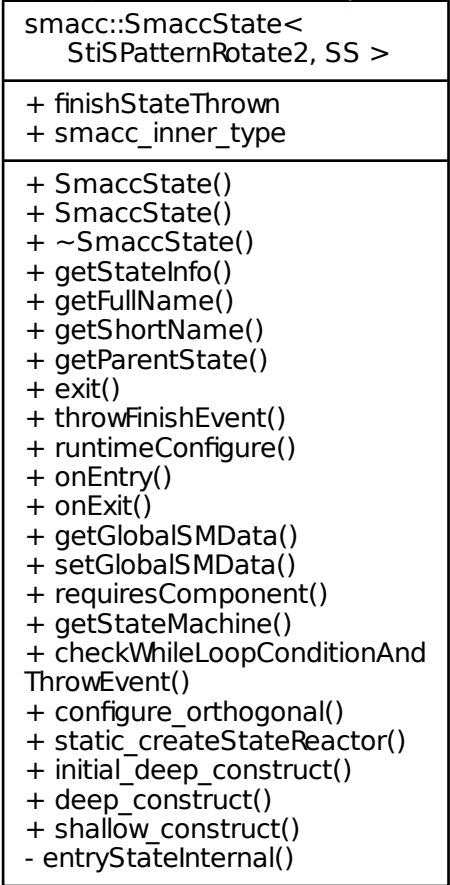 smacc::SmaccState<
StiSPatternRotate2, SS >
+ finishStateThrown
+ smacc_inner_type
+ SmaccState()
+ SmaccState()
+ ~SmaccState()
+ getStateInfo()
+ getFullName()
+ getShortName()
+ getParentState()
+ exit()
+ throwFinishEvent()
+ runtimeConfigure()
+ onEntry()
+ onExit()
+ getGlobalSMData()
+ setGlobalSMData()
+ requiresComponent()
+ getStateMachine()
+ checkWhileLoopConditionAnd
ThrowEvent()
+ configure_orthogonal()
+ static_createStateReactor()
+ initial_deep_construct()
+ deep_construct()
+ shallow_construct()
- entryStateInternal()